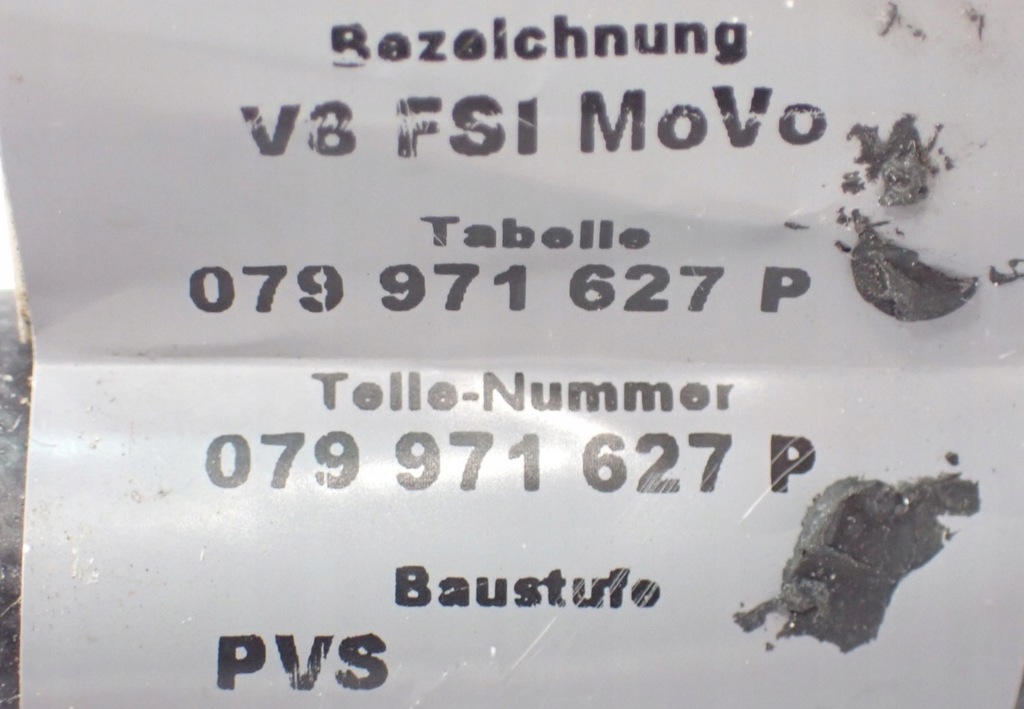 Bezeichnung
V8 FSI MoVo
Tabelle
079 971 627 P
Teile-Nummer
079 971 627 P
Baustufe
PVS